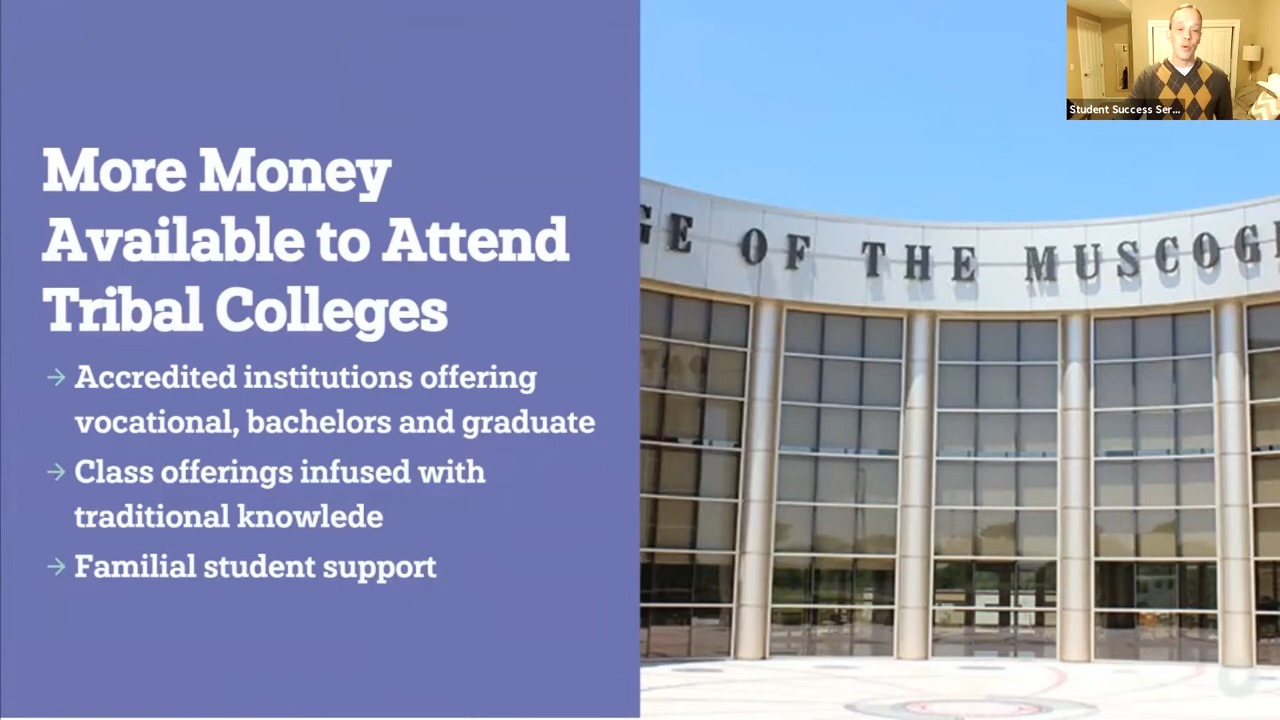 More Money
Available to Attend
Tribal Colleges
→ Accredited institutions offering
vocational, bachelors and graduate
→ Class offerings infused with
traditional knowlede
→ Familial student support
GE OF THE MUSCOG
Student Success Ser...